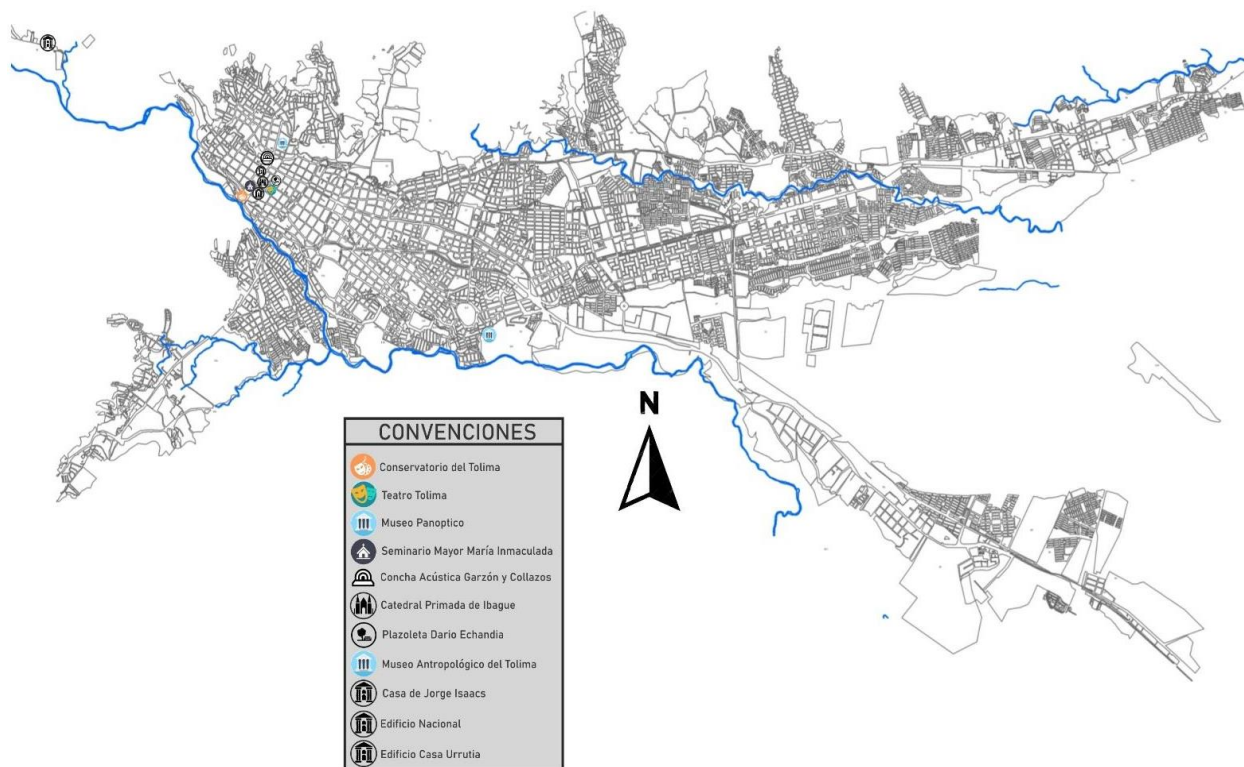 N
CONVENCIONES
Conservatorio del Tolima
Teatro Tolima
Museo Panoptico
Seminario Mayor María Inmaculada
Concha Acústica Garzón y Collazos
Catedral Primada de Ibague
Plazoleta Dario Echandia
Museo Antropológico del Tolima
Casa de Jorge Isaacs
Edificio Nacional
Edificio Casa Urrutia